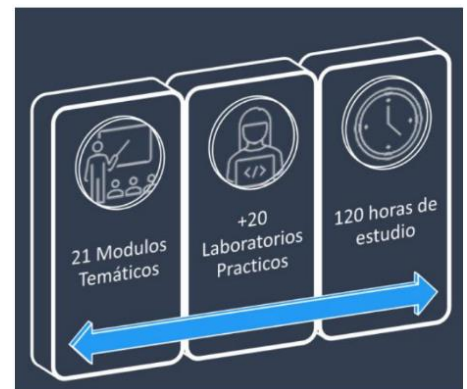 21 Modulos
Temáticos
+20
Laboratorios
Practicos
120 horas de
estudio
</>